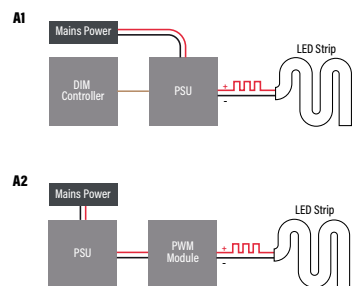 A1
Mains Power
LED Strip
DIM
Controller
PSU
+
-
A2
Mains Power
LED Strip
PSU
PWM
Module
+
-